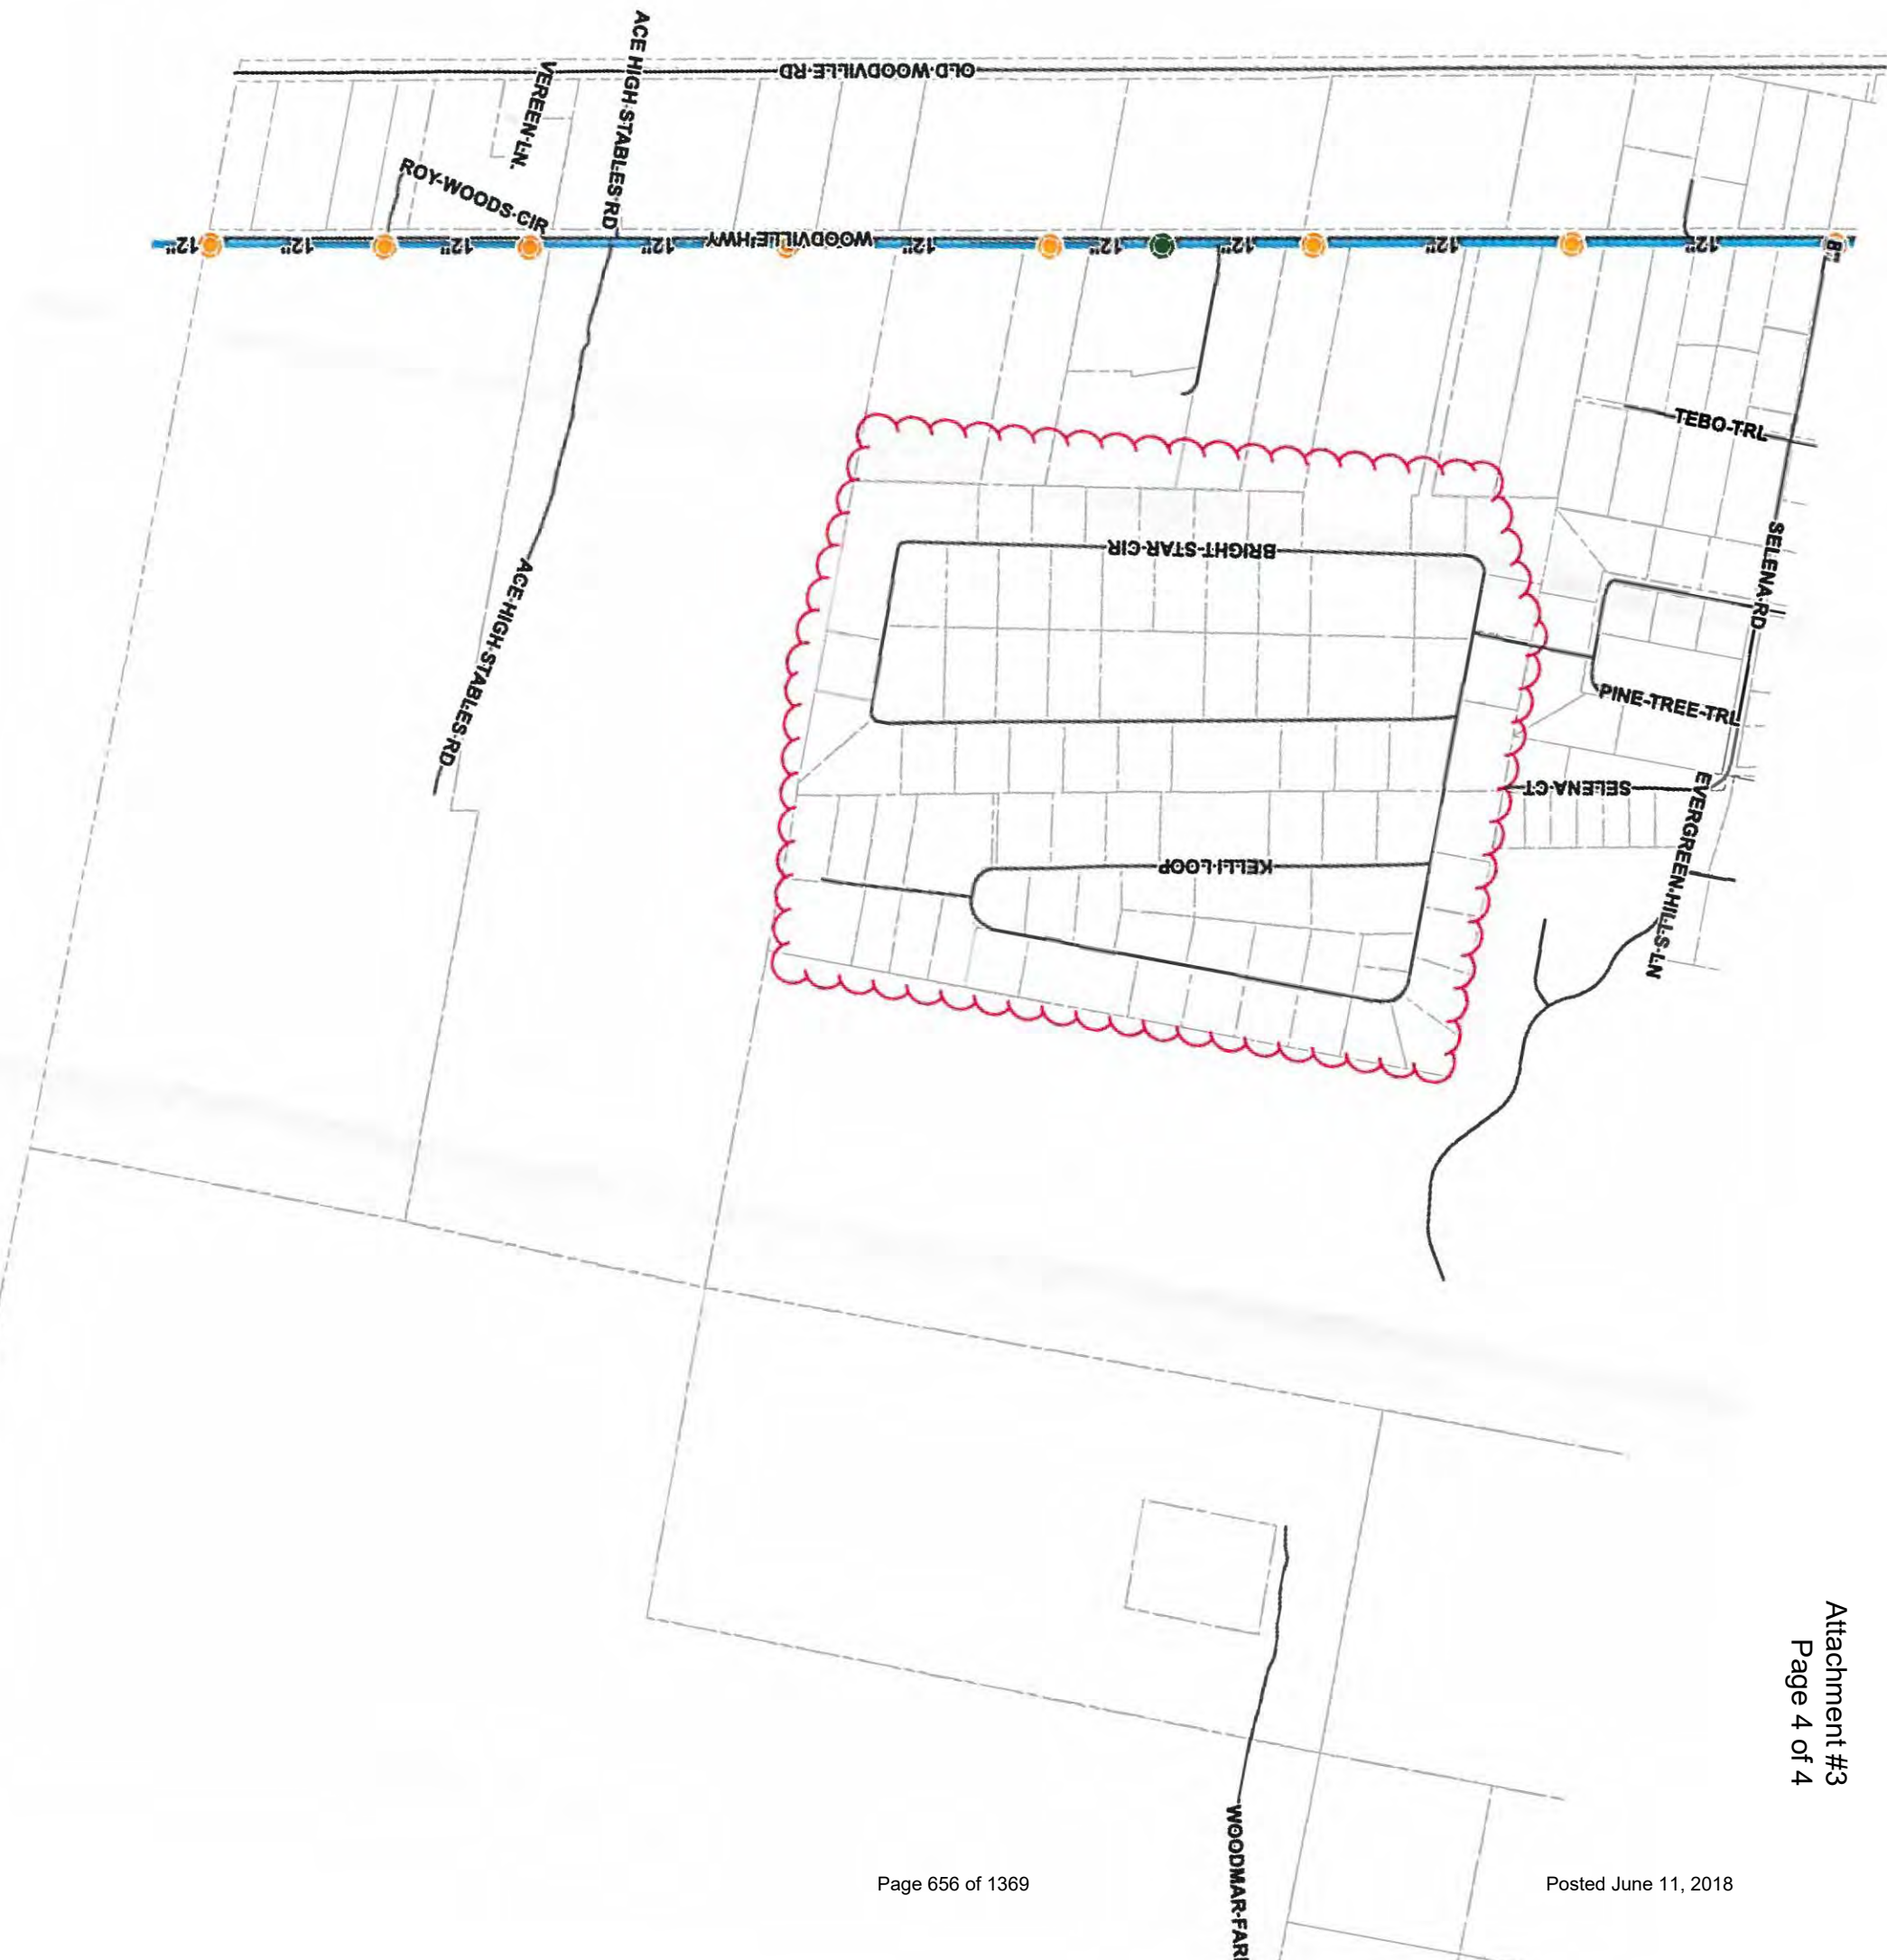 OLD WOODVILLE RD
VEREEN LN.
ACE HIGH STABLES RD
ROY WOODS CIR
12" 12" 12" 12" WOODVILLE HWY 12" 12" 12" 12" 12" 8"
TEBO TRL
SELENA RD
BRIGHT STAR CIR
ACE HIGH STABLES RD
PINE TREE TRL
SELENA CT
EVERGREEN HILLS LN
KELLI LOOP
WOODMAR FAR
Attachment #3
Page 4 of 4
Page 656 of 1369
Posted June 11, 2018